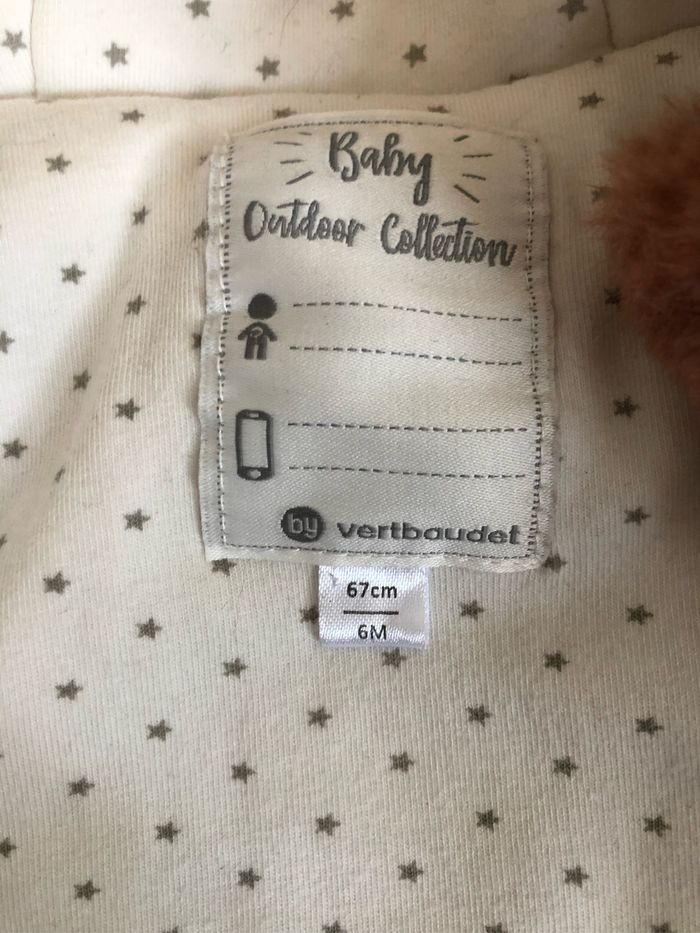 Baby
Outdoor Collection
by vertbaudet
67cm
6M